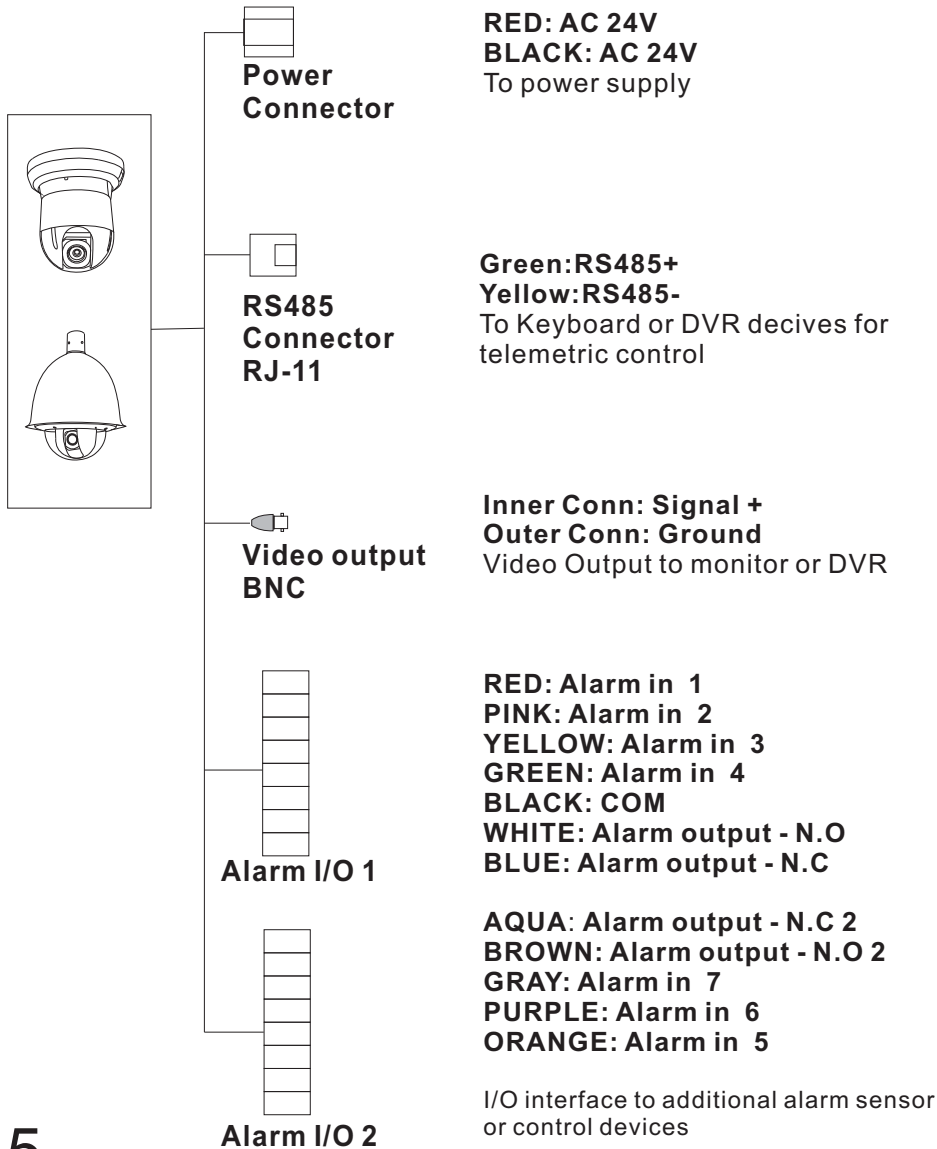 RED: AC 24V
BLACK: AC 24V
To power supply
Power
Connector
Green:RS485+
Yellow:RS485-
To Keyboard or DVR decives for
telemetric control
RS485
Connector
RJ-11
Inner Conn: Signal +
Outer Conn: Ground
Video Output to monitor or DVR
Video output
BNC
RED: Alarm in 1
PINK: Alarm in 2
YELLOW: Alarm in 3
GREEN: Alarm in 4
BLACK: COM
WHITE: Alarm output - N.O
BLUE: Alarm output - N.C
Alarm I/O 1
AQUA: Alarm output - N.C 2
BROWN: Alarm output - N.O 2
GRAY: Alarm in 7
PURPLE: Alarm in 6
ORANGE: Alarm in 5
I/O interface to additional alarm sensor
or control devices
Alarm I/O 2
5